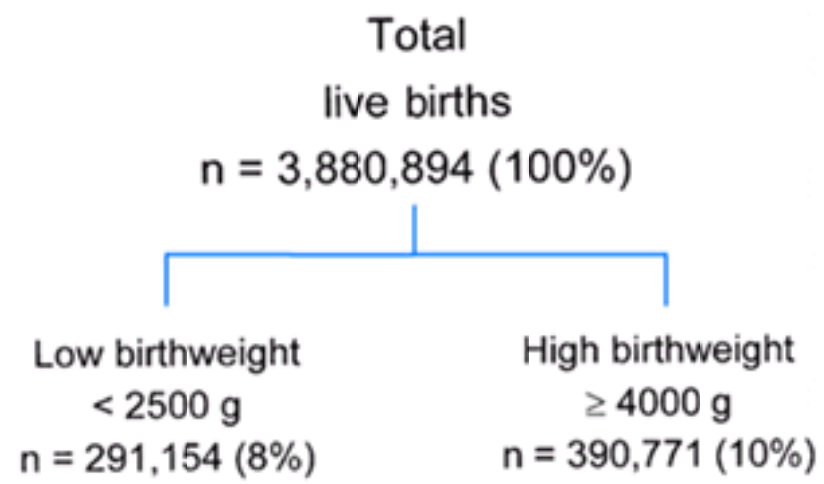 Total
live births
n = 3,880,894 (100%)
Low birthweight
< 2500 g
n = 291,154 (8%)
High birthweight
≥ 4000 g
n = 390,771 (10%)